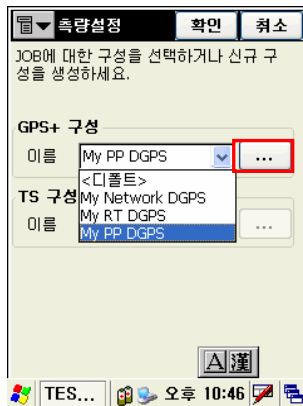 측량설정 확인 취소
JOB에 대한 구성을 선택하거나 신규 구
성을 생성하세요.
GPS+ 구성
이름 My PP DGPS ...
<디폴트>
My Network DGPS
My RT DGPS
My PP DGPS
TS 구성
이름 ...
A漢
TES... 오후 10:46